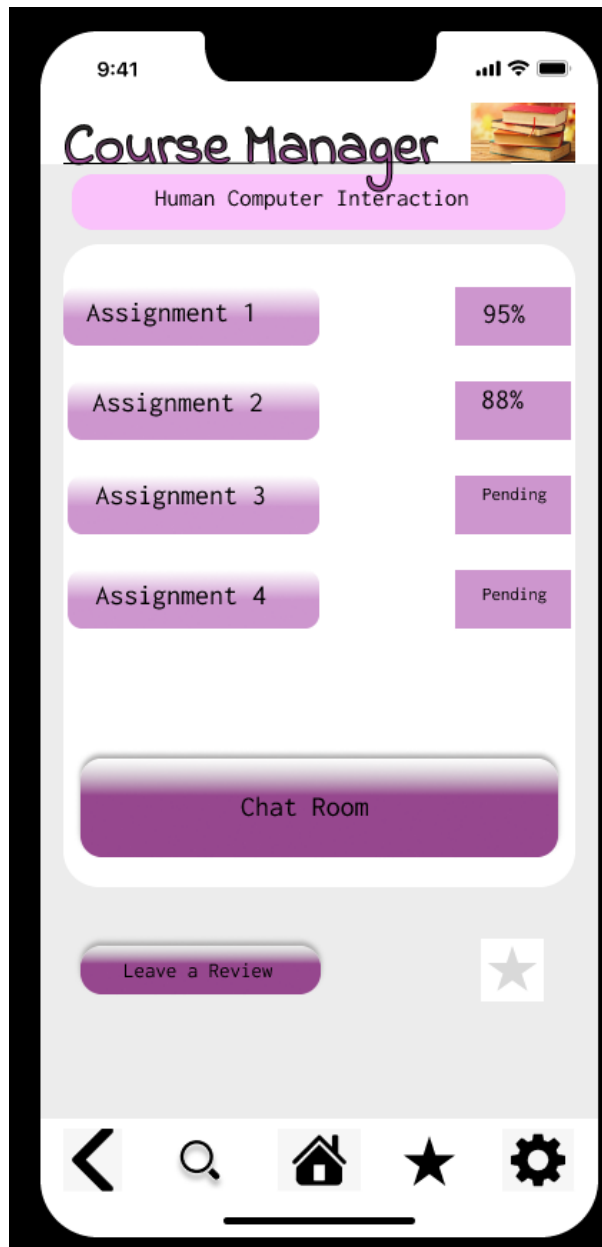 9:41
Course Manager
Human Computer Interaction
Assignment 1 95%
Assignment 2 88%
Assignment 3 Pending
Assignment 4 Pending
Chat Room
Leave a Review